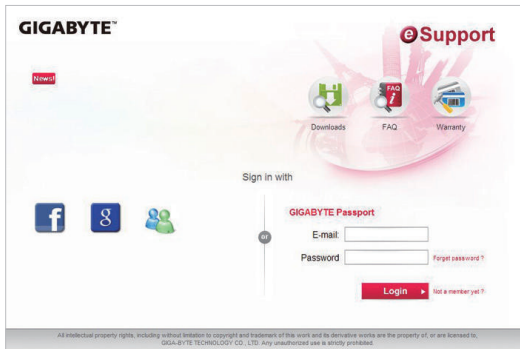 GIGABYTE™
eSupport
News!
FAQ
i
Downloads
FAQ
Warranty
Sign in with
f
g
or
GIGABYTE Passport
E-mail:
Password
Forget password ?
Login
Not a member yet ?
All intellectual property rights, including without limitation to copyright and trademark of this work and its derivative works are the property of, or are licensed to,
GIGA-BYTE TECHNOLOGY CO., LTD. Any unauthorized use is strictly prohibited.